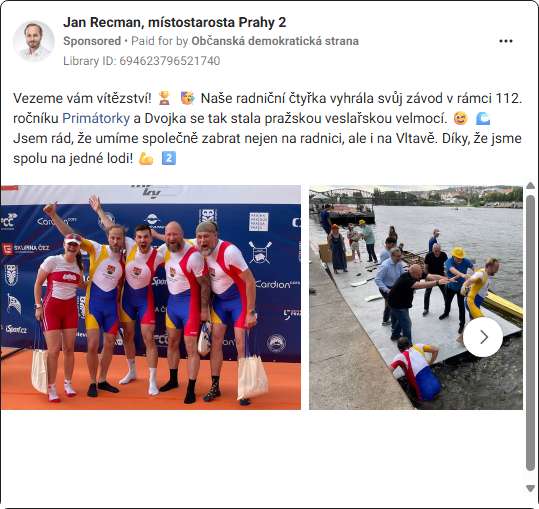 Jan Recman, místostarosta Prahy 2
Sponsored • Paid for by Občanská demokratická strana
Library ID: 694623796521740
Vezeme vám vítězství! 🏆 🥳 Naše radniční čtyřka vyhrála svůj závod v rámci 112.
ročníku Primátorky a Dvojka se tak stala pražskou veslařskou velmocí. 😅 🌊
Jsem rád, že umíme společně zabrat nejen na radnici, ale i na Vltavě. Díky, že jsme
spolu na jedné lodi! 💪 2️⃣
Cardion
SKUPINA ČEZ
iSport.cz
Cardion